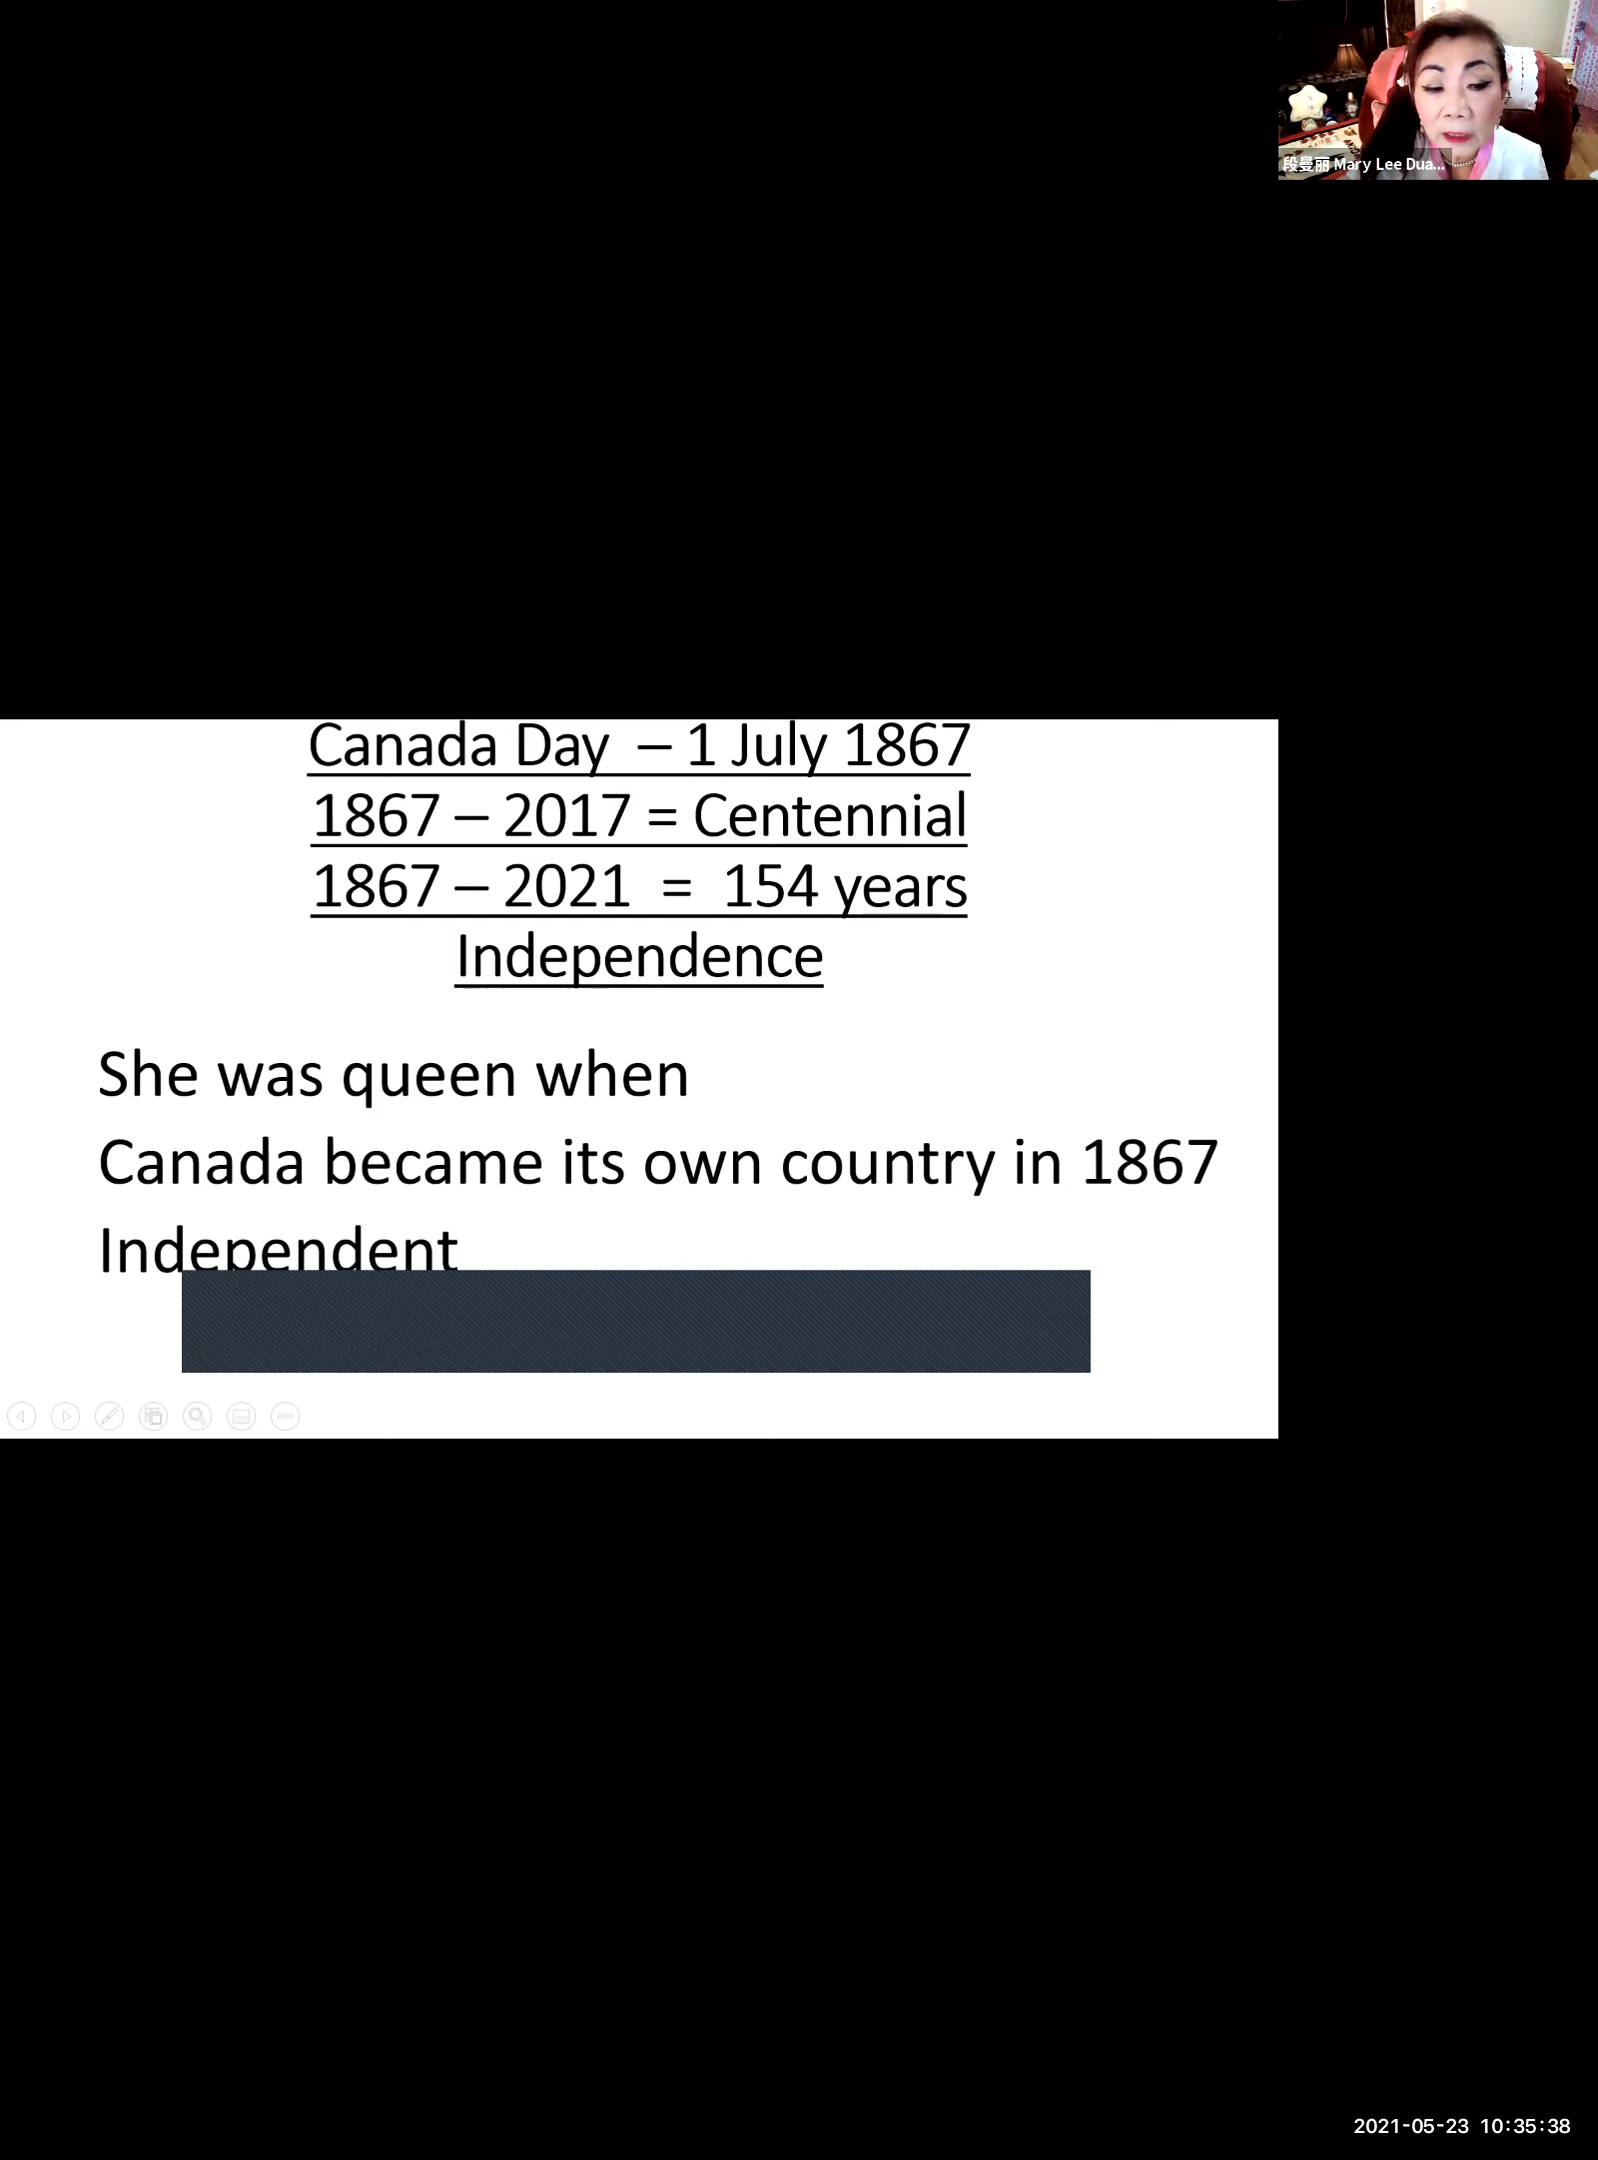 段曼丽 Mary Lee Dua...
Canada Day – 1 July 1867
1867 – 2017 = Centennial
1867 – 2021 = 154 years
Independence
She was queen when
Canada became its own country in 1867
Independent
2021-05-23 10:35:38